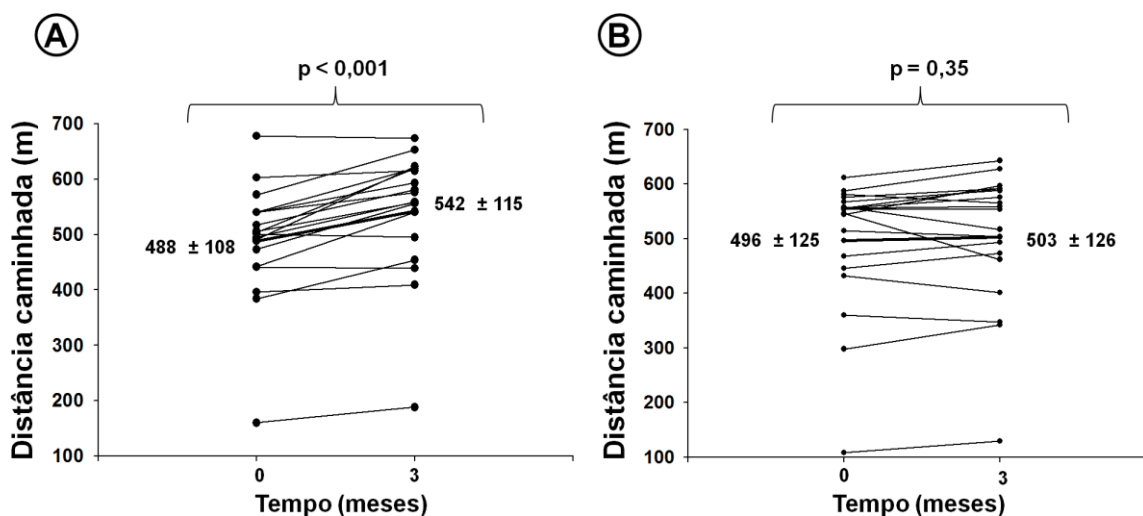 A
p < 0,001
Distância caminhada (m)
700
600
500
400
300
200
100
488 ± 108
542 ± 115
0
3
Tempo (meses)
B
p = 0,35
Distância caminhada (m)
700
600
500
400
300
200
100
496 ± 125
503 ± 126
0
3
Tempo (meses)